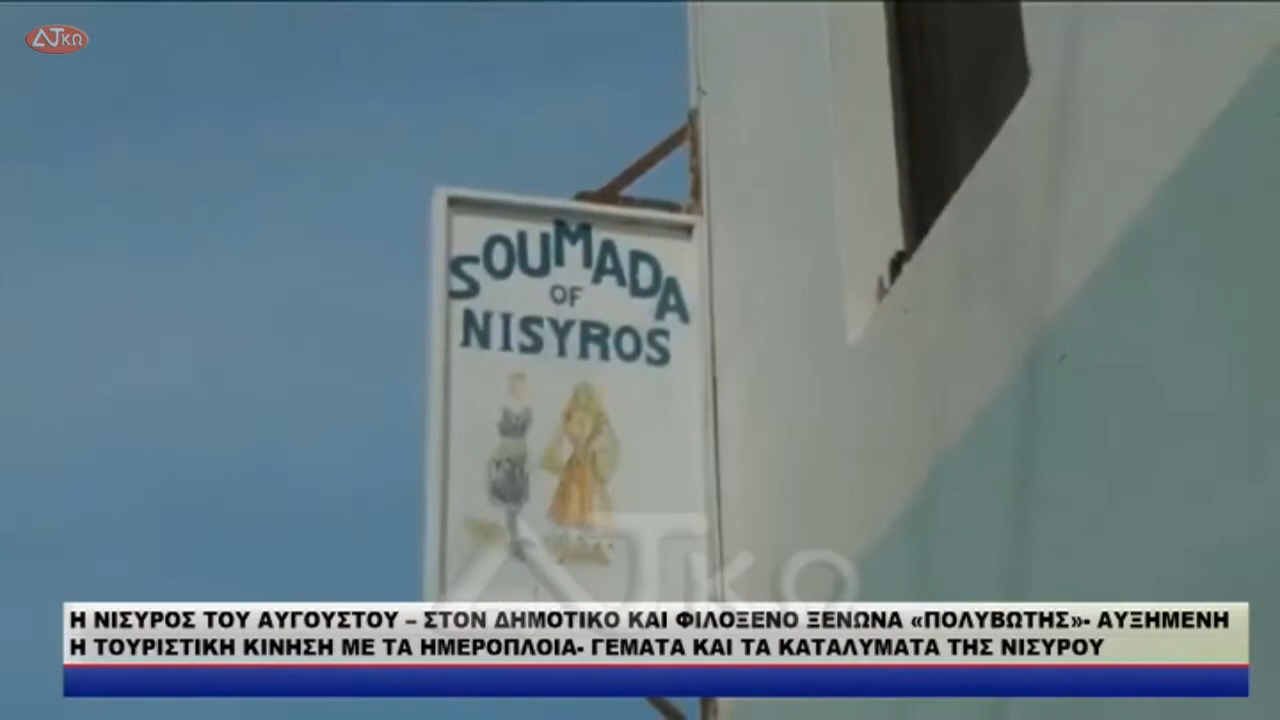 ΔΤΚΩ
SOUMADA
OF
NISYROS
ΔΤΚΩ
Η ΝΙΣΥΡΟΣ ΤΟΥ ΑΥΓΟΥΣΤΟΥ – ΣΤΟΝ ΔΗΜΟΤΙΚΟ ΚΑΙ ΦΙΛΟΞΕΝΟ ΞΕΝΩΝΑ «ΠΟΛΥΒΩΤΗΣ»- ΑΥΞΗΜΕΝΗ
Η ΤΟΥΡΙΣΤΙΚΗ ΚΙΝΗΣΗ ΜΕ ΤΑ ΗΜΕΡΟΠΛΟΙΑ- ΓΕΜΑΤΑ ΚΑΙ ΤΑ ΚΑΤΑΛΥΜΑΤΑ ΤΗΣ ΝΙΣΥΡΟΥ